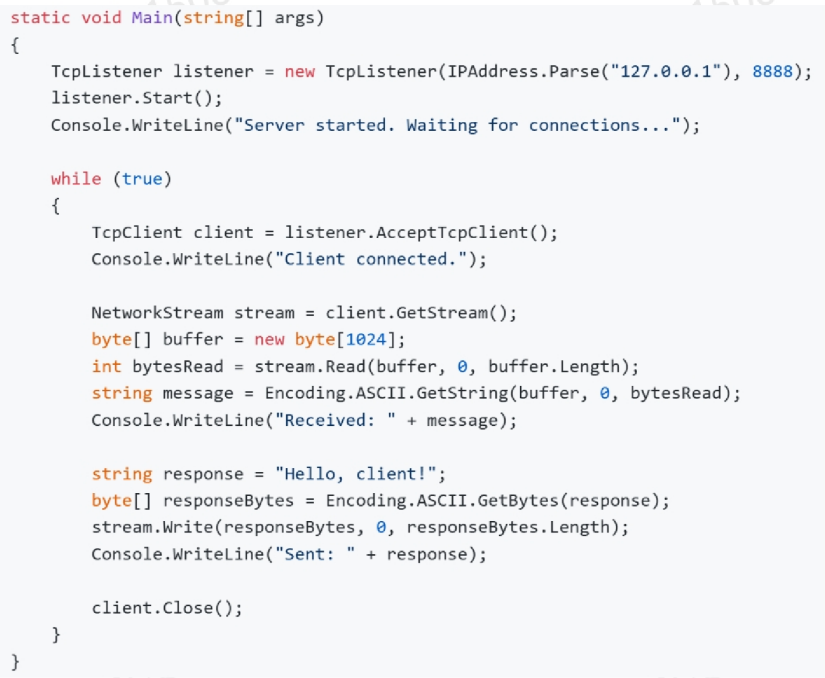 static void Main(string[] args)
{
    TcpListener listener = new TcpListener(IPAddress.Parse("127.0.0.1"), 8888);
    listener.Start();
    Console.WriteLine("Server started. Waiting for connections...");

    while (true)
    {
        TcpClient client = listener.AcceptTcpClient();
        Console.WriteLine("Client connected.");

        NetworkStream stream = client.GetStream();
        byte[] buffer = new byte[1024];
        int bytesRead = stream.Read(buffer, 0, buffer.Length);
        string message = Encoding.ASCII.GetString(buffer, 0, bytesRead);
        Console.WriteLine("Received: " + message);

        string response = "Hello, client!";
        byte[] responseBytes = Encoding.ASCII.GetBytes(response);
        stream.Write(responseBytes, 0, responseBytes.Length);
        Console.WriteLine("Sent: " + response);

        client.Close();
    }
}